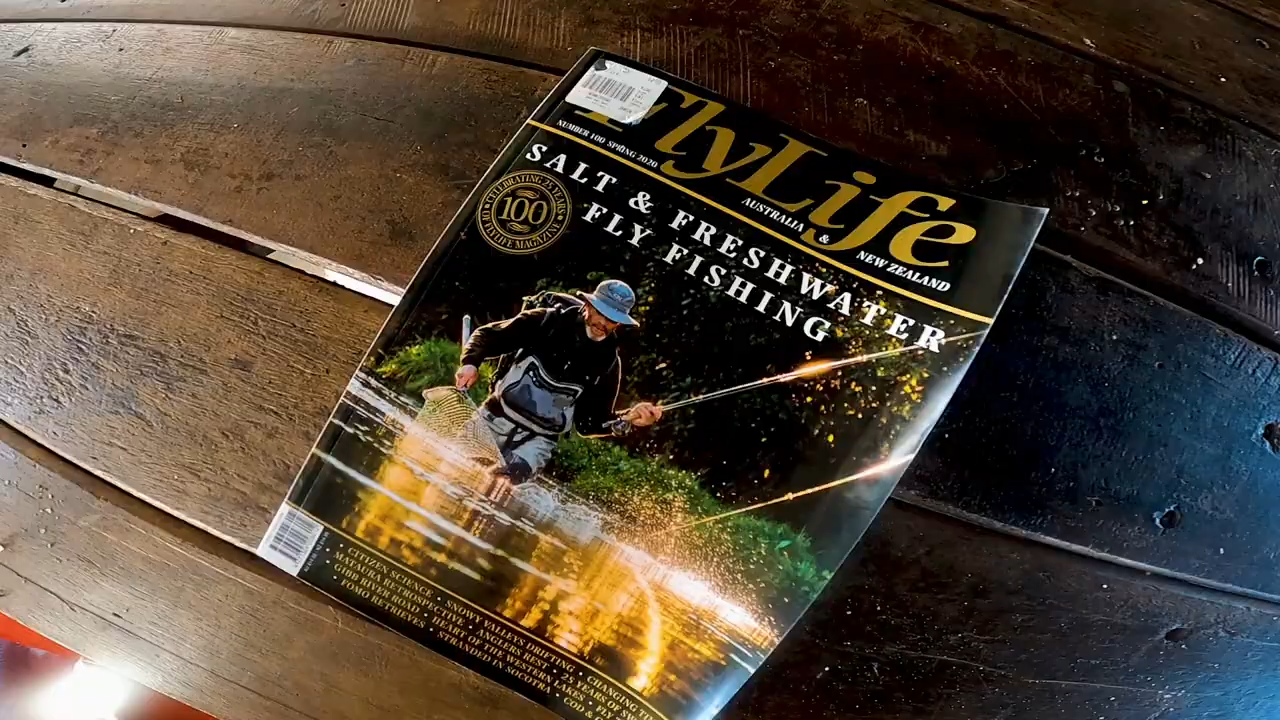 FlyLife
NUMBER 100 SPRING 2020
AUSTRALIA & NEW ZEALAND
SALT & FRESHWATER
FLY FISHING
CELEBRATING 25 YEARS
100
OF FLYLIFE MAGAZINE
CITIZEN SCIENCE • SNOWY VALLEYS DRIFTING • CHANGING
MATAURA RETROSPECTIVE • ANGLERS REST • 25 YEARS OF
GIBB RIVER ROAD • HEART OF THE WESTERN LAKES • FLY
FOMO RETRIEVES • STRANDED IN SOCOTRA • COD &